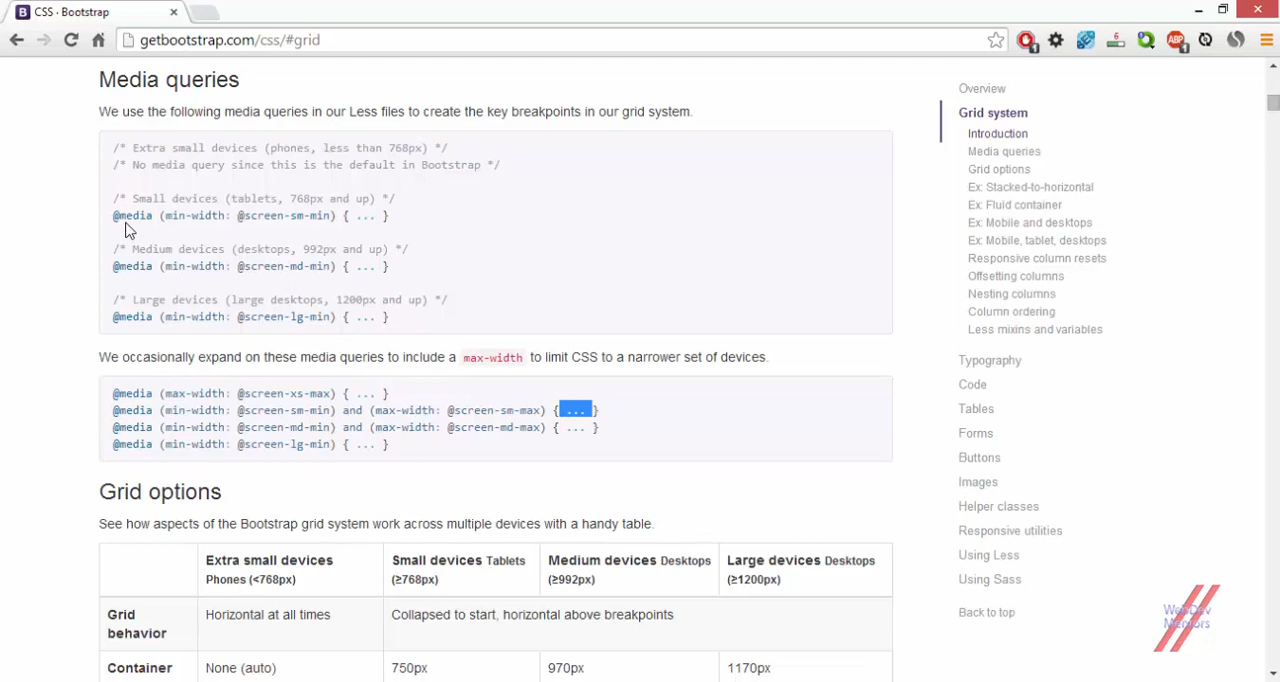 CSS · Bootstrap
getbootstrap.com/css/#grid
Media queries
We use the following media queries in our Less files to create the key breakpoints in our grid system.
/* Extra small devices (phones, less than 768px) */
/* No media query since this is the default in Bootstrap */
/* Small devices (tablets, 768px and up) */
@media (min-width: @screen-sm-min) { ... }
/* Medium devices (desktops, 992px and up) */
@media (min-width: @screen-md-min) { ... }
/* Large devices (large desktops, 1200px and up) */
@media (min-width: @screen-lg-min) { ... }
We occasionally expand on these media queries to include a max-width to limit CSS to a narrower set of devices.
@media (max-width: @screen-xs-max) { ... }
@media (min-width: @screen-sm-min) and (max-width: @screen-sm-max) { ... }
@media (min-width: @screen-md-min) and (max-width: @screen-md-max) { ... }
@media (min-width: @screen-lg-min) { ... }
Grid options
See how aspects of the Bootstrap grid system work across multiple devices with a handy table.
Extra small devices Small devices Tablets Medium devices Desktops Large devices Desktops
Phones (<768px) (≥768px) (≥992px) (≥1200px)
Grid behavior Horizontal at all times Collapsed to start, horizontal above breakpoints
Container None (auto) 750px 970px 1170px
Overview
Grid system
Introduction
Media queries
Grid options
Ex: Stacked-to-horizontal
Ex: Fluid container
Ex: Mobile and desktops
Ex: Mobile, tablet, desktops
Responsive column resets
Offsetting columns
Nesting columns
Column ordering
Less mixins and variables
Typography
Code
Tables
Forms
Buttons
Images
Helper classes
Responsive utilities
Using Less
Using Sass
Back to top
WebDev
Mentors